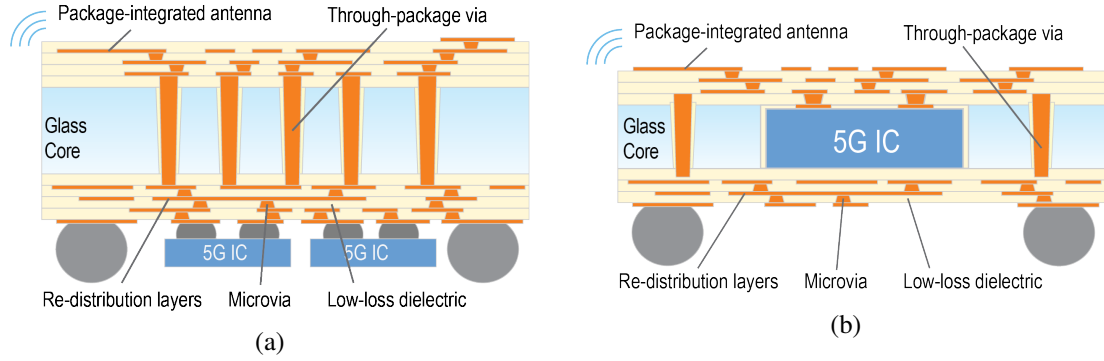 Package-integrated antenna
Through-package via
Glass
Core
5G IC
5G IC
Re-distribution layers
Microvia
Low-loss dielectric
(a)
Package-integrated antenna
Through-package via
Glass
Core
5G IC
Re-distribution layers
Microvia
Low-loss dielectric
(b)